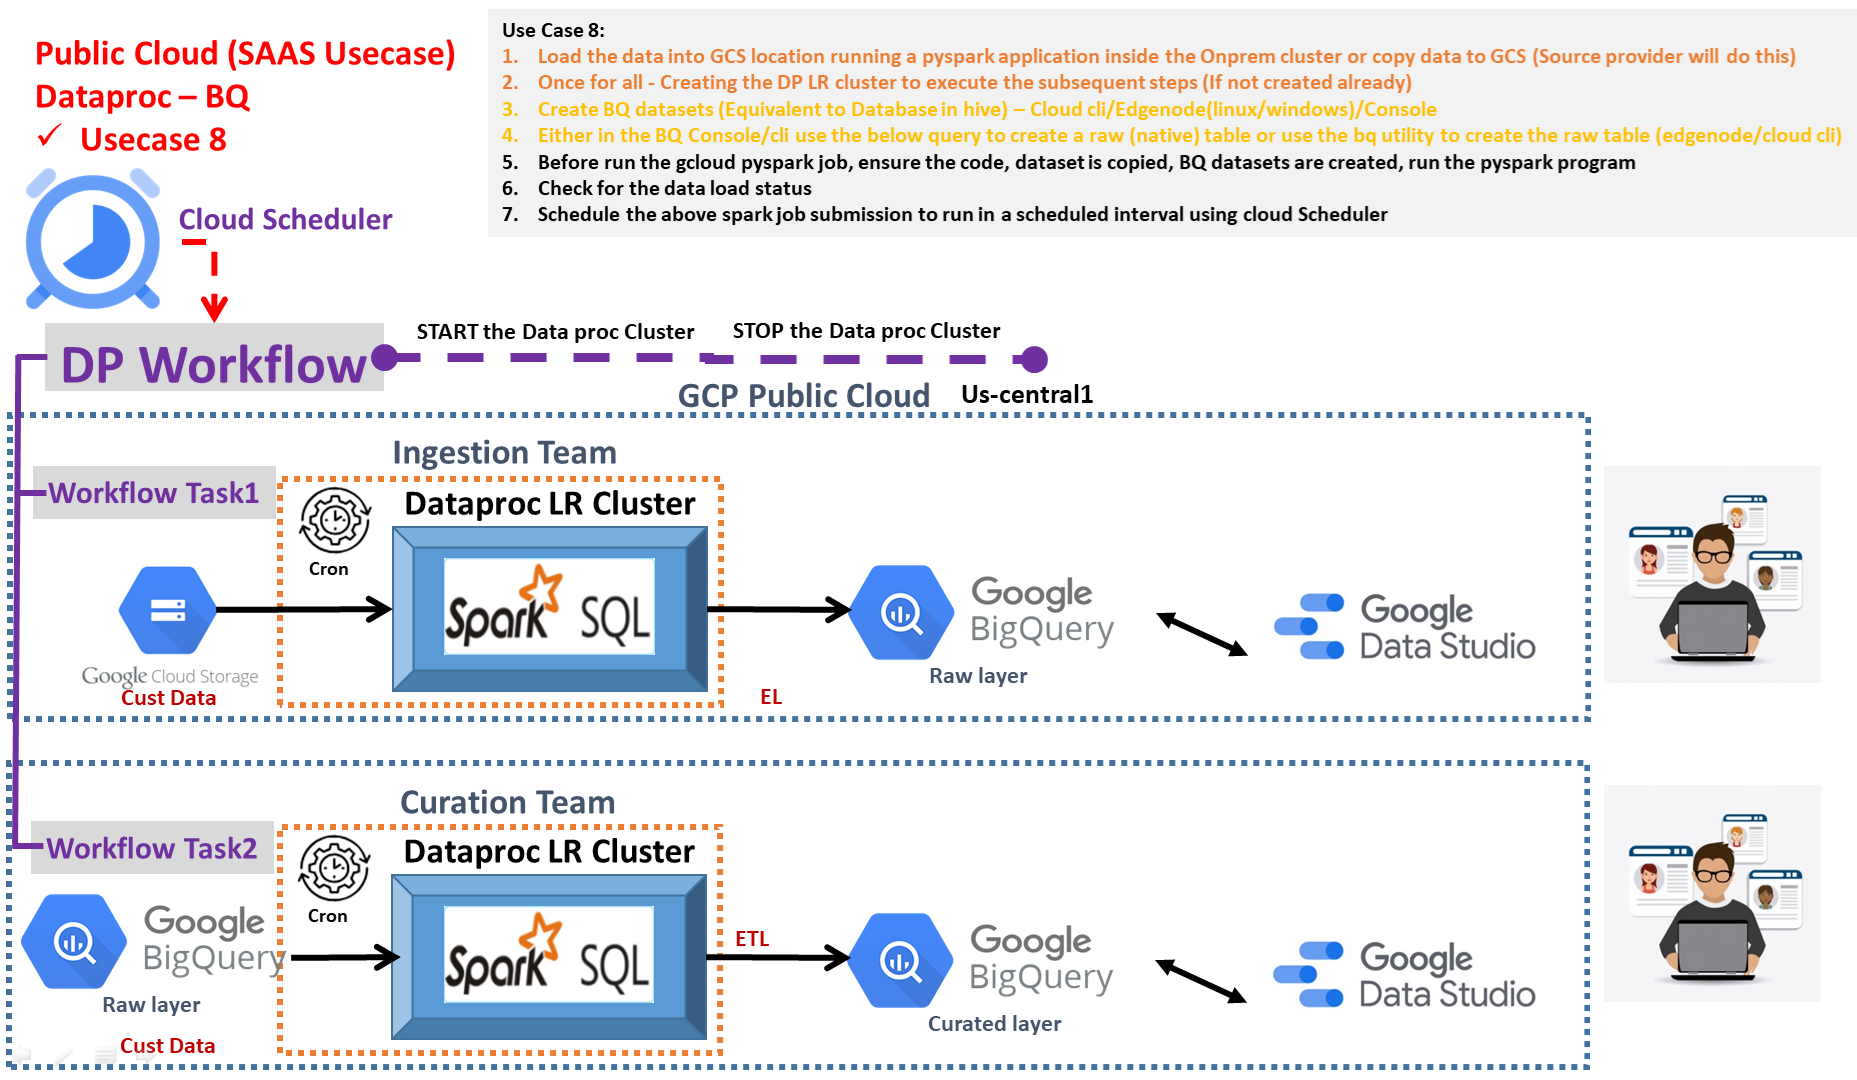 Public Cloud (SAAS Usecase)
Dataproc – BQ
✓ Usecase 8
Use Case 8:
1. Load the data into GCS location running a pyspark application inside the Onprem cluster or copy data to GCS (Source provider will do this)
2. Once for all - Creating the DP LR cluster to execute the subsequent steps (If not created already)
3. Create BQ datasets (Equivalent to Database in hive) – Cloud cli/Edgenode(linux/windows)/Console
4. Either in the BQ Console/cli use the below query to create a raw (native) table or use the bq utility to create the raw table (edgenode/cloud cli)
5. Before run the gcloud pyspark job, ensure the code, dataset is copied, BQ datasets are created, run the pyspark program
6. Check for the data load status
7. Schedule the above spark job submission to run in a scheduled interval using cloud Scheduler
Cloud Scheduler
DP Workflow
START the Data proc Cluster
STOP the Data proc Cluster
GCP Public Cloud
Us-central1
Ingestion Team
Workflow Task1
Dataproc LR Cluster
Cron
Spark SQL
Google Cloud Storage
Cust Data
EL
Google
BigQuery
Raw layer
Google
Data Studio
Curation Team
Workflow Task2
Dataproc LR Cluster
Cron
Spark SQL
Google
BigQuery
Raw layer
Cust Data
ETL
Google
BigQuery
Curated layer
Google
Data Studio